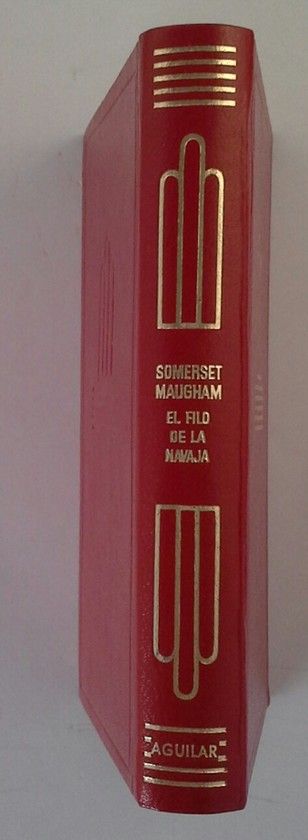 SOMERSET
MAUGHAM
EL FILO
DE LA
NAVAJA
AGUILAR